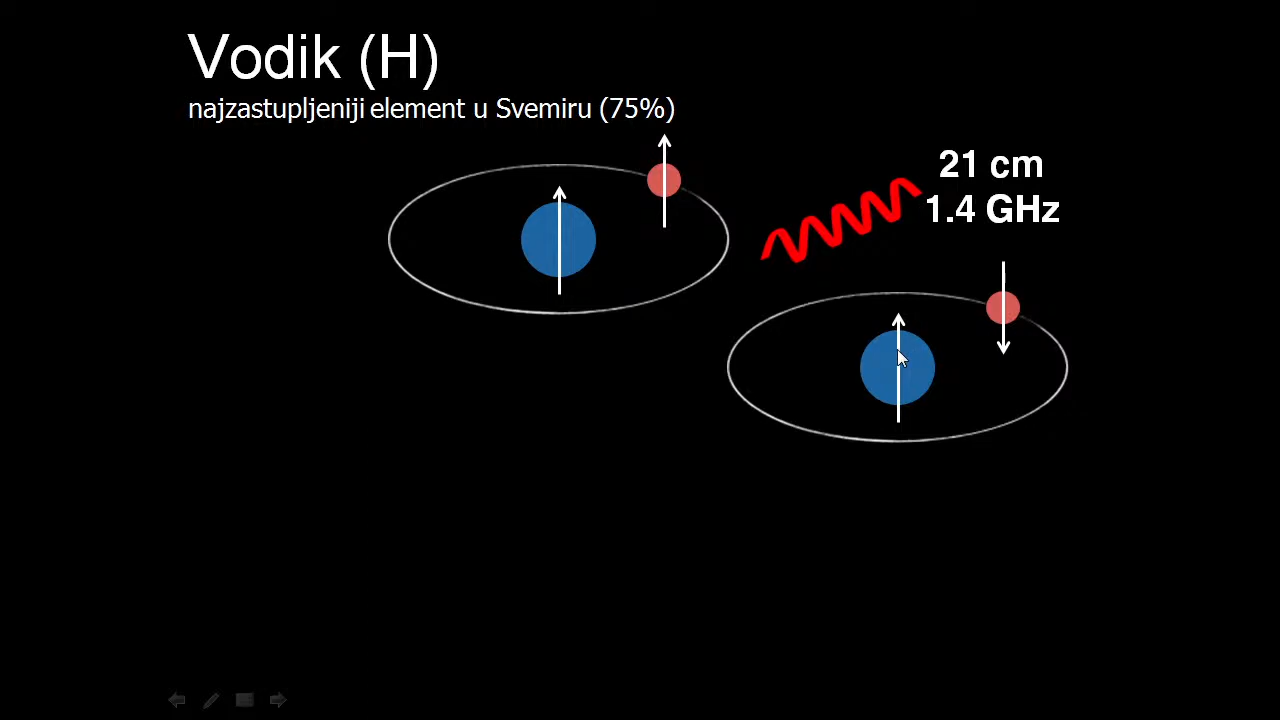 Vodik (H)
najzastupljeniji element u Svemiru (75%)
21 cm
1.4 GHz